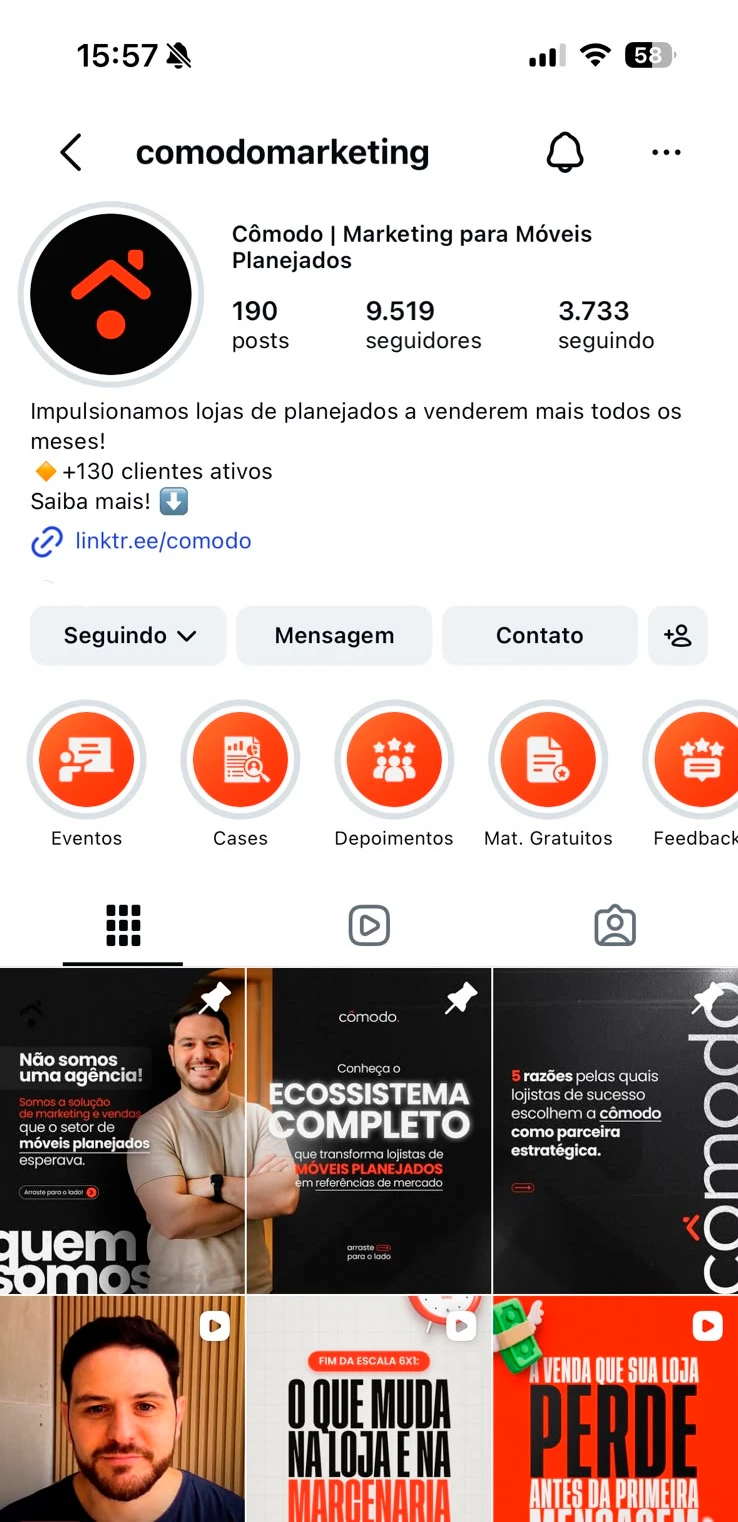 15:57
58
comodomarketing
Cômodo | Marketing para Móveis
Planejados
190
posts
9.519
seguidores
3.733
seguindo
Impulsionamos lojas de planejados a venderem mais todos os
meses!
🔶+130 clientes ativos
Saiba mais! ⬇️
linktr.ee/comodo
Seguindo
Mensagem
Contato
Eventos
Cases
Depoimentos
Mat. Gratuitos
Feedback
Não somos
uma agência!
Somos a solução
de marketing e vendas
que o setor de
móveis planejados
esperava.
Arraste para o lado!
quem
somos
cômodo.
Conheça o
ECOSSISTEMA
COMPLETO
que transforma lojistas de
MÓVEIS PLANEJADOS
em referências de mercado
arraste
para o lado
5 razões pelas quais
lojistas de sucesso
escolhem a cômodo
como parceira
estratégica.
cômodo
FIM DA ESCALA 6X1:
O QUE MUDA
NA LOJA E NA
MARCENARIA
A VENDA QUE SUA LOJA
PERDE
ANTES DA PRIMEIRA
MENSAGEM